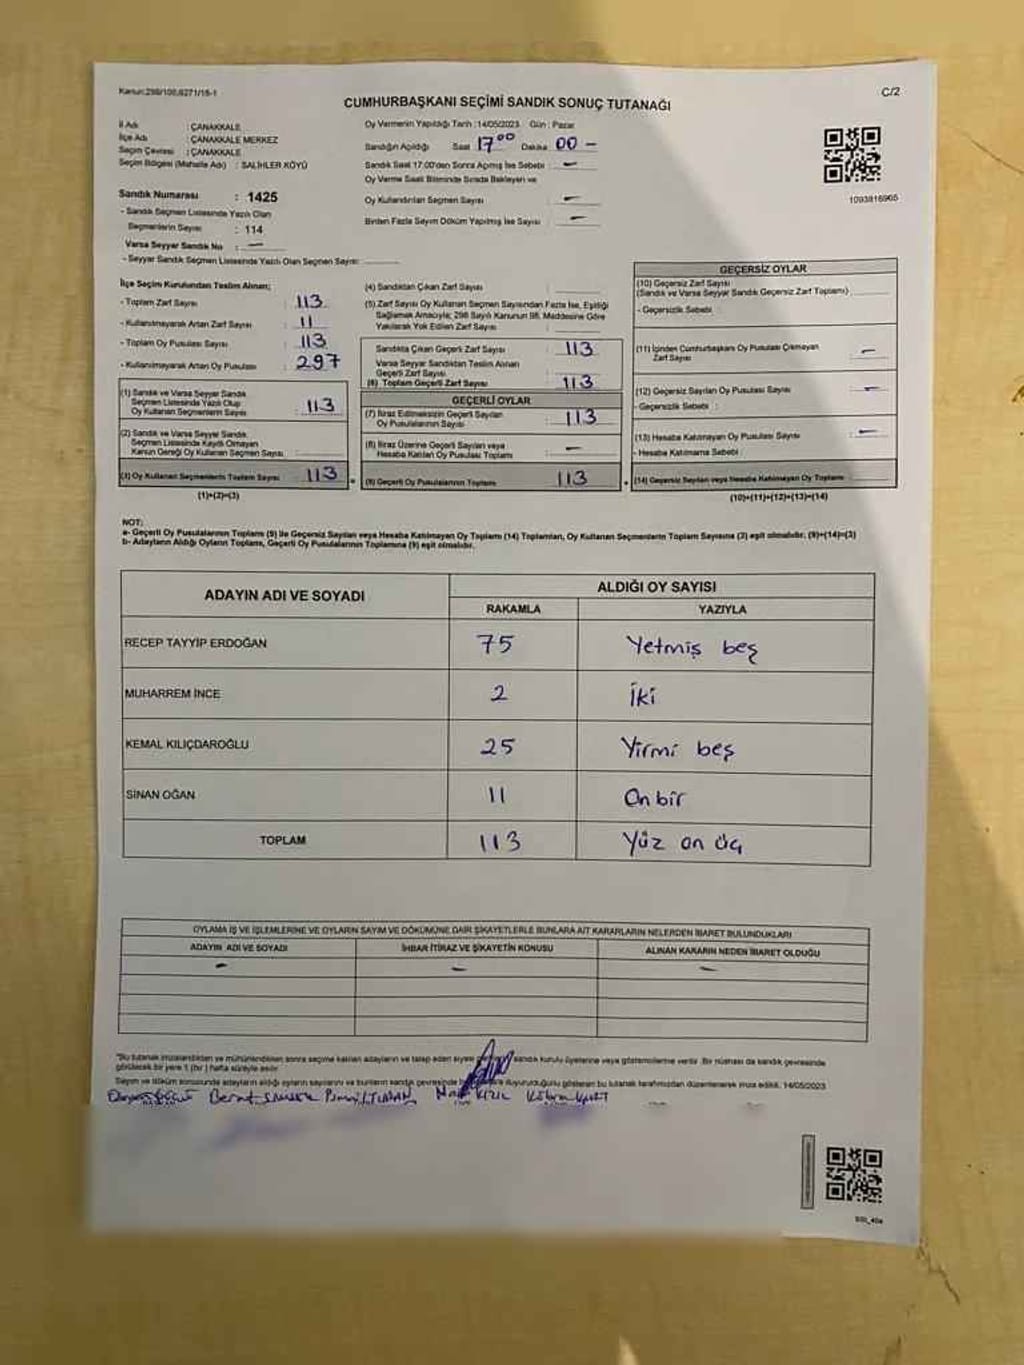 Kanun:298/105,6271/15-1
C/2
CUMHURBAŞKANI SEÇİMİ SANDIK SONUÇ TUTANAĞI
İl Adı : ÇANAKKALE
İlçe Adı : ÇANAKKALE MERKEZ
Seçim Çevresi : ÇANAKKALE
Seçim Bölgesi (Mahalle Adı) : SALİHLER KÖYÜ
Sandık Numarası : 1425
- Sandık Seçmen Listesinde Yazılı Olan
Seçmenlerin Sayısı : 114
Varsa Seyyar Sandık No : —
- Seyyar Sandık Seçmen Listesinde Yazılı Olan Seçmen Sayısı:
Oy Vermenin Yapıldığı Tarih :14/05/2023 Gün : Pazar
Sandığın Açıldığı Saat 17⁰⁰ Dakika 00 -
Sandık Saat 17.00'den Sonra Açılmış İse Sebebi : —
Oy Verme Saati Bitiminde Sırada Bekleyen ve
Oy Kullandırılan Seçmen Sayısı : —
Birden Fazla Sayım Döküm Yapılmış İse Sayısı : —
1093816965
İlçe Seçim Kurulundan Teslim Alınan;
- Toplam Zarf Sayısı : 113
- Kullanılmayarak Artan Zarf Sayısı : 11
- Toplam Oy Pusulası Sayısı : 113
- Kullanılmayarak Artan Oy Pusulası : 297
(1) Sandık ve Varsa Seyyar Sandık
Seçmen Listesinde Yazılı Olup
Oy Kullanan Seçmenlerin Sayısı : 113
(2) Sandık ve Varsa Seyyar Sandık
Seçmen Listesinde Kaydı Olmayan
Kanun Gereği Oy Kullanan Seçmen Sayısı :
(3) Oy Kullanan Seçmenlerin Toplam Sayısı : 113
(1)+(2)=(3)
(4) Sandıktan Çıkan Zarf Sayısı :
(5) Zarf Sayısı Oy Kullanan Seçmen Sayısından Fazla İse, Eşitliği
Sağlamak Amacıyla; 298 Sayılı Kanunun 98. Maddesine Göre
Yakılarak Yok Edilen Zarf Sayısı :
Sandıkta Çıkan Geçerli Zarf Sayısı : 113
Varsa Seyyar Sandıktan Teslim Alınan
Geçerli Zarf Sayısı :
(6) Toplam Geçerli Zarf Sayısı : 113
GEÇERLİ OYLAR
(7) İtiraz Edilmeksizin Geçerli Sayılan
Oy Pusulalarının Sayısı : 113
(8) İtiraz Üzerine Geçerli Sayılan veya
Hesaba Katılan Oy Pusulası Toplamı : —
(9) Geçerli Oy Pusulalarının Toplamı : 113
GEÇERSİZ OYLAR
(10) Geçersiz Zarf Sayısı
(Sandık ve Varsa Seyyar Sandık Geçersiz Zarf Toplamı)
- Geçersizlik Sebebi :
(11) İçinden Cumhurbaşkanı Oy Pusulası Çıkmayan
Zarf Sayısı : —
(12) Geçersiz Sayılan Oy Pusulası Sayısı : —
- Geçersizlik Sebebi :
(13) Hesaba Katılmayan Oy Pusulası Sayısı : —
- Hesaba Katılmama Sebebi :
(14) Geçersiz Sayılan veya Hesaba Katılmayan Oy Toplamı :
(10)+(11)+(12)+(13)=(14)
NOT:
a- Geçerli Oy Pusulalarının Toplamı (9) ile Geçersiz Sayılan veya Hesaba Katılmayan Oy Toplamı (14) Toplamları, Oy Kullanan Seçmenlerin Toplam Sayısına (3) eşit olmalıdır. (9)+(14)=(3)
b- Adayların Aldığı Oyların Toplamı, Geçerli Oy Pusulalarının Toplamına (9) eşit olmalıdır.
ADAYIN ADI VE SOYADI
ALDIĞI OY SAYISI
RAKAMLA YAZIYLA
RECEP TAYYİP ERDOĞAN 75 Yetmiş beş
MUHARREM İNCE 2 İki
KEMAL KILIÇDAROĞLU 25 Yirmi beş
SİNAN OĞAN 11 On bir
TOPLAM 113 Yüz on üç
OYLAMA İŞ VE İŞLEMLERİNE VE OYLARIN SAYIM VE DÖKÜMÜNE DAİR ŞİKAYETLERLE BUNLARA AİT KARARLARIN NELERDEN İBARET BULUNDUKLARI
ADAYIN ADI VE SOYADI İHBAR İTİRAZ VE ŞİKAYETİN KONUSU ALINAN KARARIN NEDEN İBARET OLDUĞU
— — —
"Bu tutanak imzalandıktan ve mühürlendikten sonra seçime katılan adayların ve talep eden siyasi sandık kurulu üyelerine veya gözlemcilerine verilir. Bir nüshası da sandık çevresinde
görülecek bir yere 1 (bir) hafta süreyle asılır.
Sayım ve döküm sonucunda adayların aldığı oyların sayılarını ve bunların sandık çevresinde duyurulduğunu gösteren bu tutanak tarafımızdan düzenlenerek imza edildi. 14/05/2023
KIZIL Kübra KURT